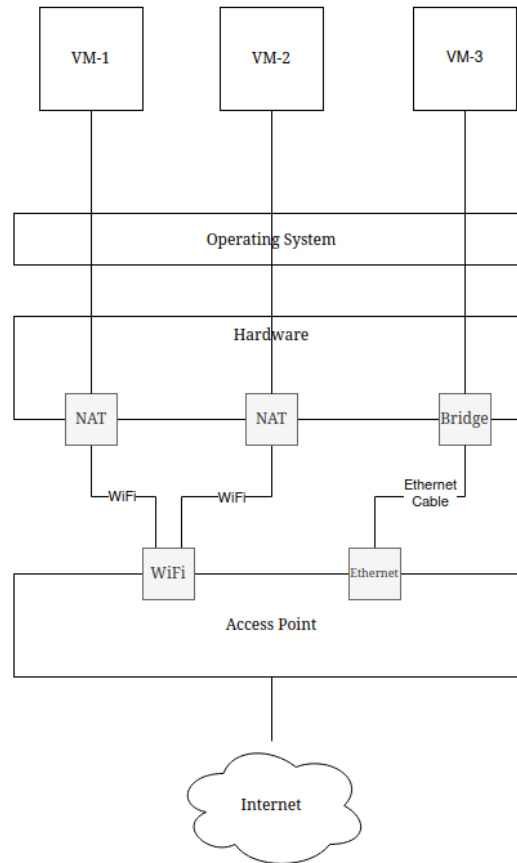 VM-1
VM-2
VM-3
Operating System
Hardware
NAT
NAT
Bridge
WiFi
WiFi
Ethernet
Cable
WiFi
Ethernet
Access Point
Internet